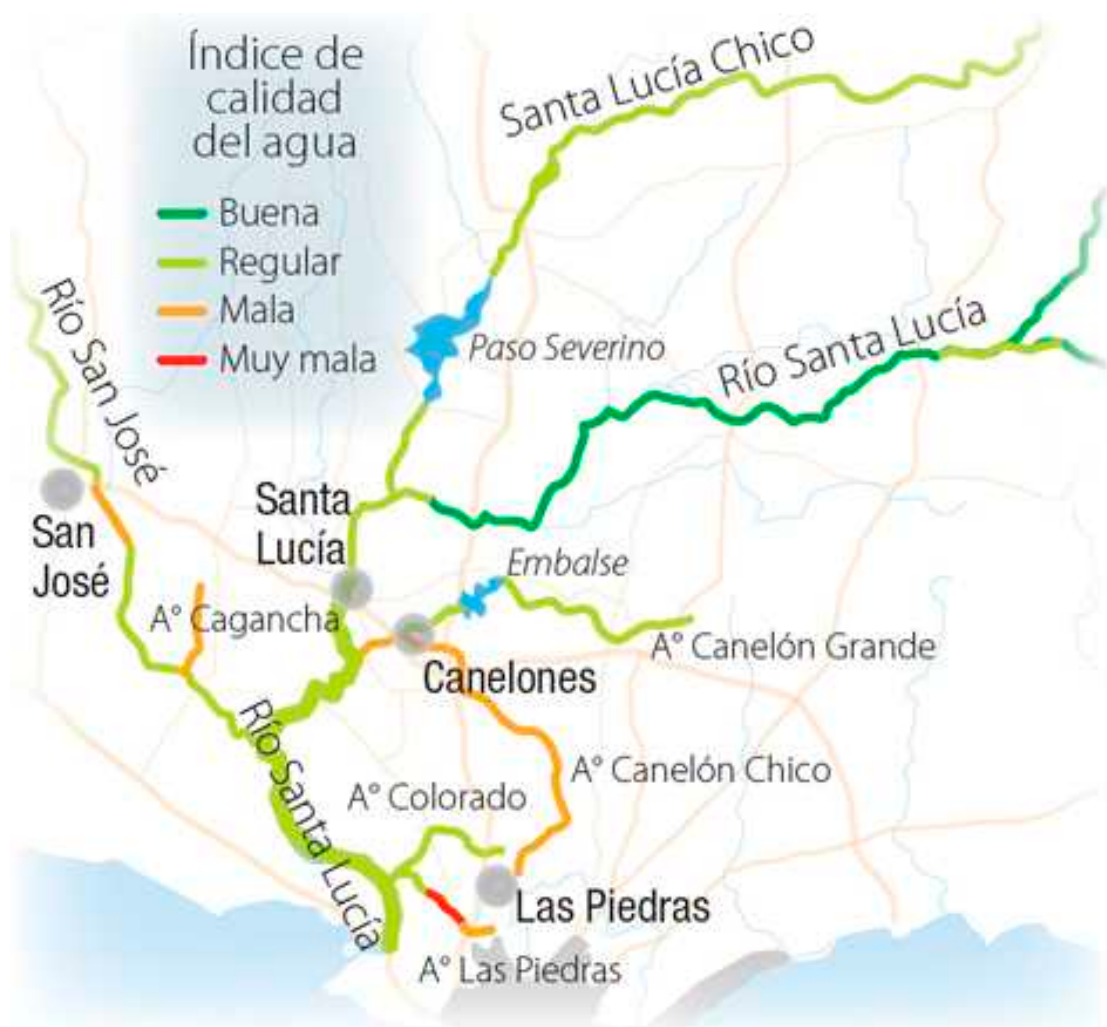 Índice de
calidad
del agua
Buena
Regular
Mala
Muy mala
Santa Lucía Chico
Río San José
Paso Severino
Río Santa Lucía
San
José
Santa
Lucía
Embalse
A° Cagancha
A° Canelón Grande
Canelones
Río Santa Lucía
A° Canelón Chico
A° Colorado
Las Piedras
A° Las Piedras